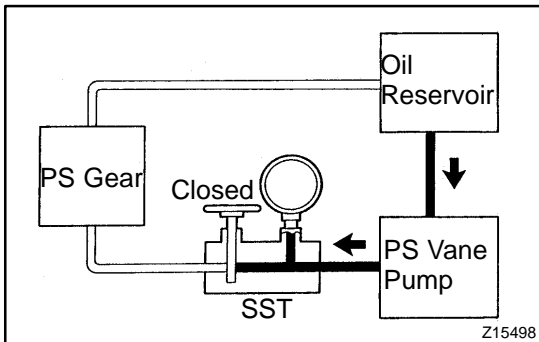 Oil
Reservoir
PS Gear
Closed
PS Vane
Pump
SST
Z15498